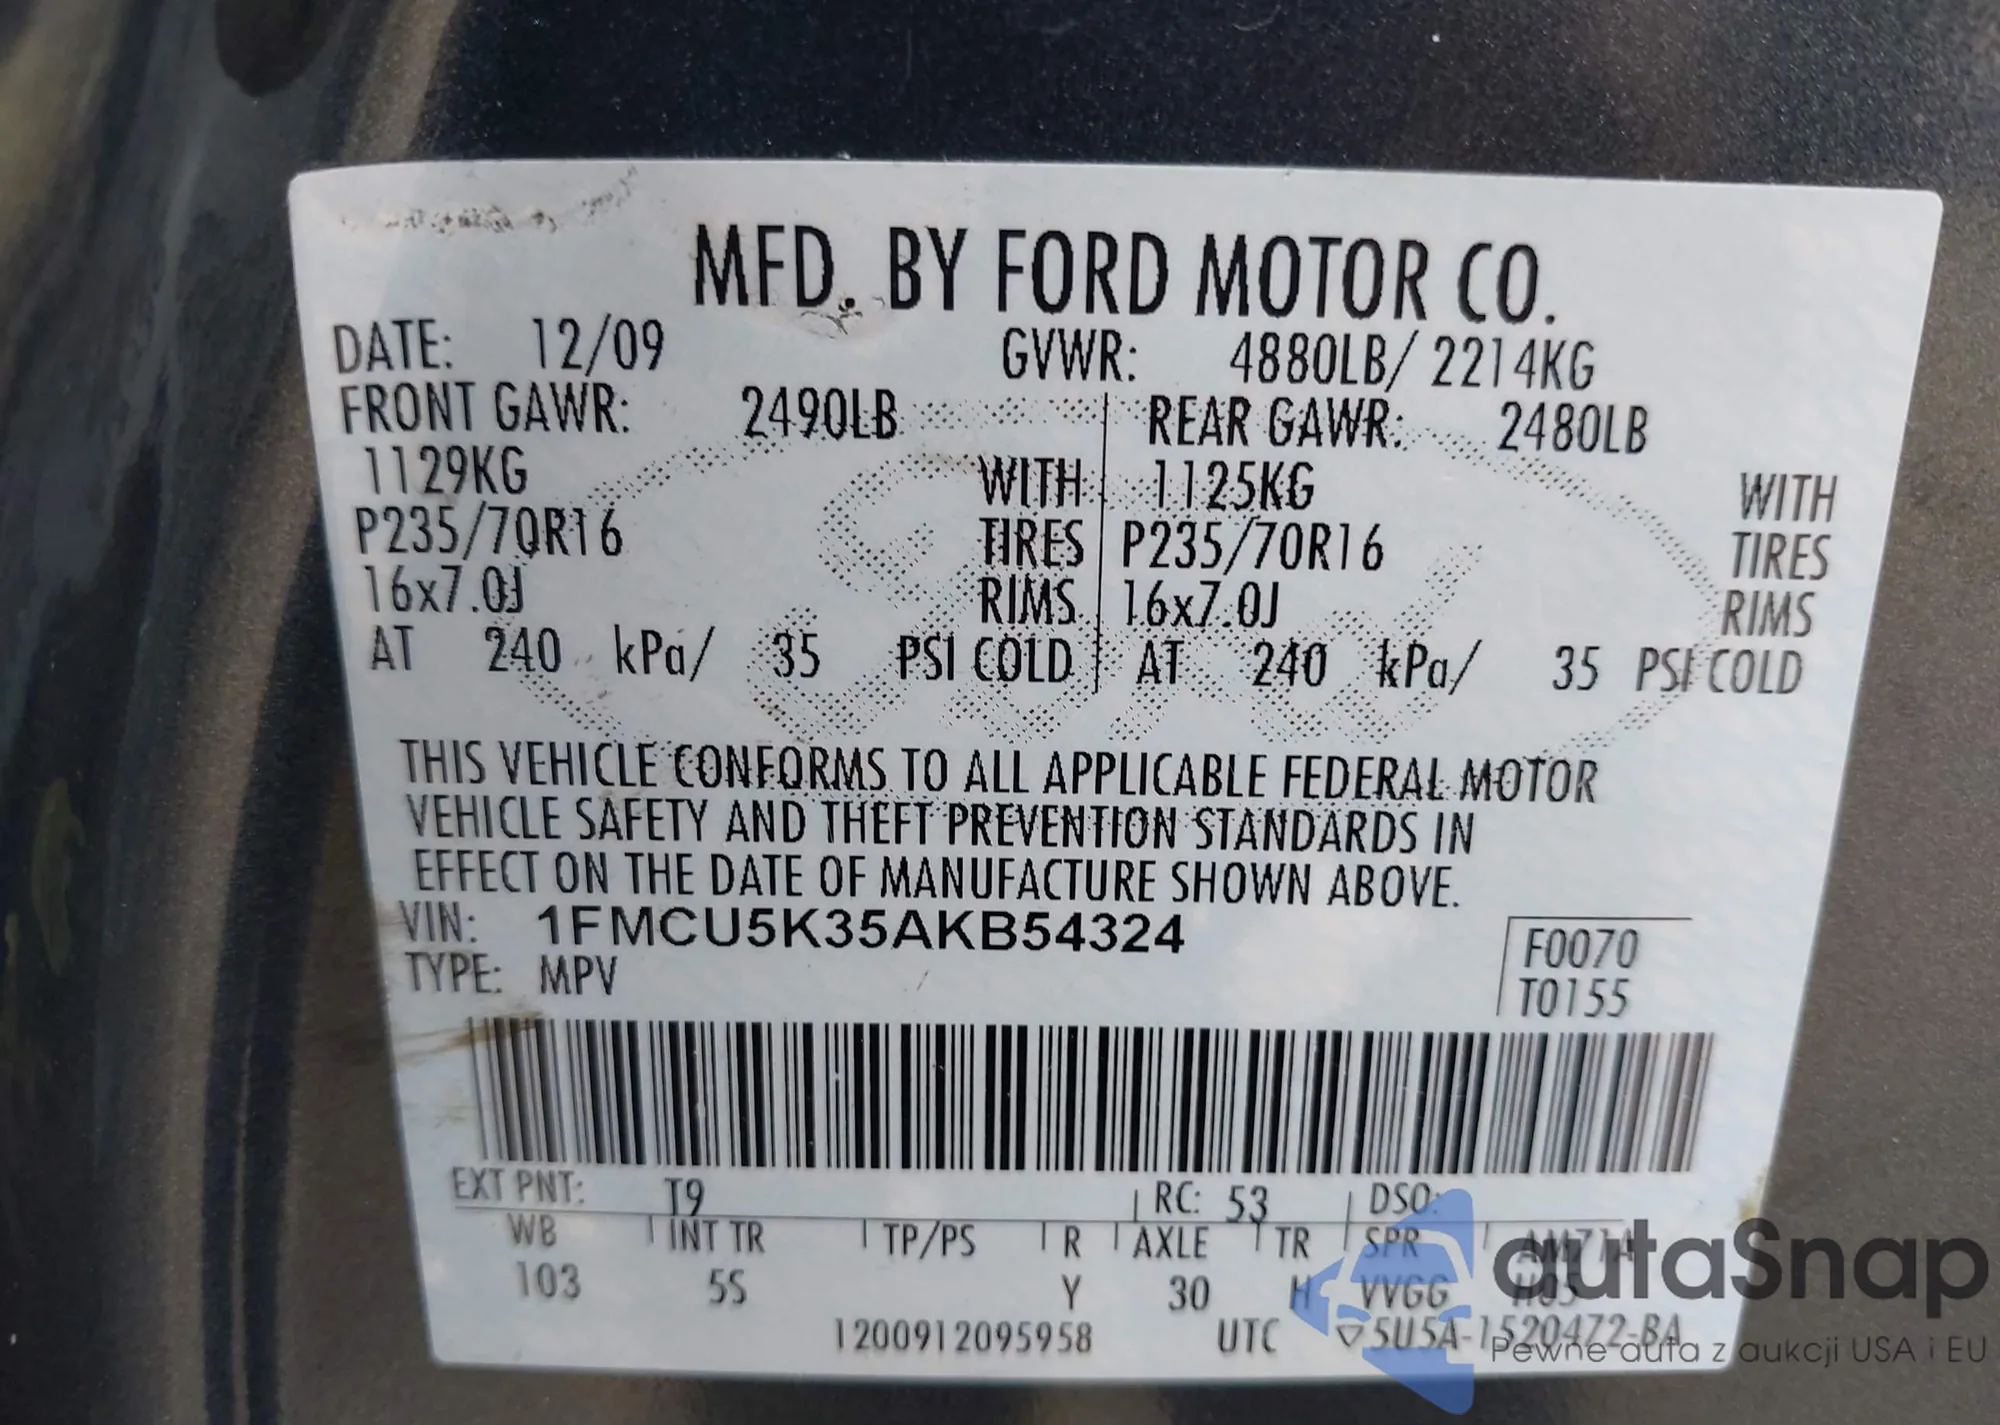 MFD. BY FORD MOTOR CO.
DATE: 12/09 GVWR: 4880LB/ 2214KG
FRONT GAWR: 2490LB REAR GAWR: 2480LB
1129KG WITH 1125KG WITH
P235/70R16 TIRES P235/70R16 TIRES
16x7.0J RIMS 16x7.0J RIMS
AT 240 kPa/ 35 PSI COLD AT 240 kPa/ 35 PSI COLD
THIS VEHICLE CONFORMS TO ALL APPLICABLE FEDERAL MOTOR
VEHICLE SAFETY AND THEFT PREVENTION STANDARDS IN
EFFECT ON THE DATE OF MANUFACTURE SHOWN ABOVE.
VIN: 1FMCU5K35AKB54324
F0070
TYPE: MPV
T0155
EXT PNT: T9 RC: 53 DSO:
WB INT TR TP/PS R AXLE TR SPR
103 5S Y 30 H VVGG
1200912095958 UTC ▽5U5A-1520472-BA
autaSnap
Pewne auta z aukcji USA i EU